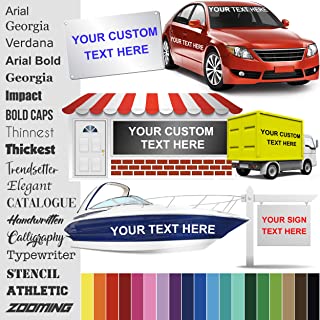 Arial
Georgia
Verdana
Arial Bold
Georgia
Impact
BOLD CAPS
Thinnest
Thickest
Trendsetter
Elegant
CATALOGUE
Handwritten
Calligraphy
Typewriter
STENCIL
ATHLETIC
ZOOMING
YOUR CUSTOM
TEXT HERE
YOUR TEXT HERE
YOUR CUSTOM
TEXT HERE
YOUR CUSTOM
TEXT HERE
YOUR TEXT HERE
YOUR SIGN
TEXT HERE